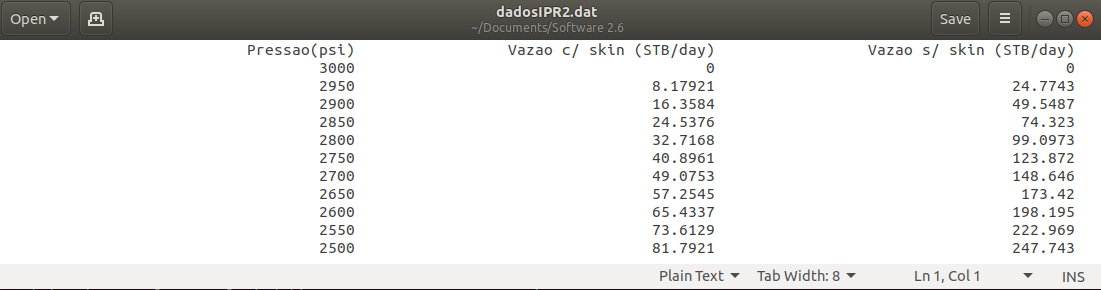 Open
dadosIPR2.dat
~/Documents/Software 2.6
Save
Pressao(psi) Vazao c/ skin (STB/day) Vazao s/ skin (STB/day)
3000 0 0
2950 8.17921 24.7743
2900 16.3584 49.5487
2850 24.5376 74.323
2800 32.7168 99.0973
2750 40.8961 123.872
2700 49.0753 148.646
2650 57.2545 173.42
2600 65.4337 198.195
2550 73.6129 222.969
2500 81.7921 247.743
Plain Text Tab Width: 8 Ln 1, Col 1 INS